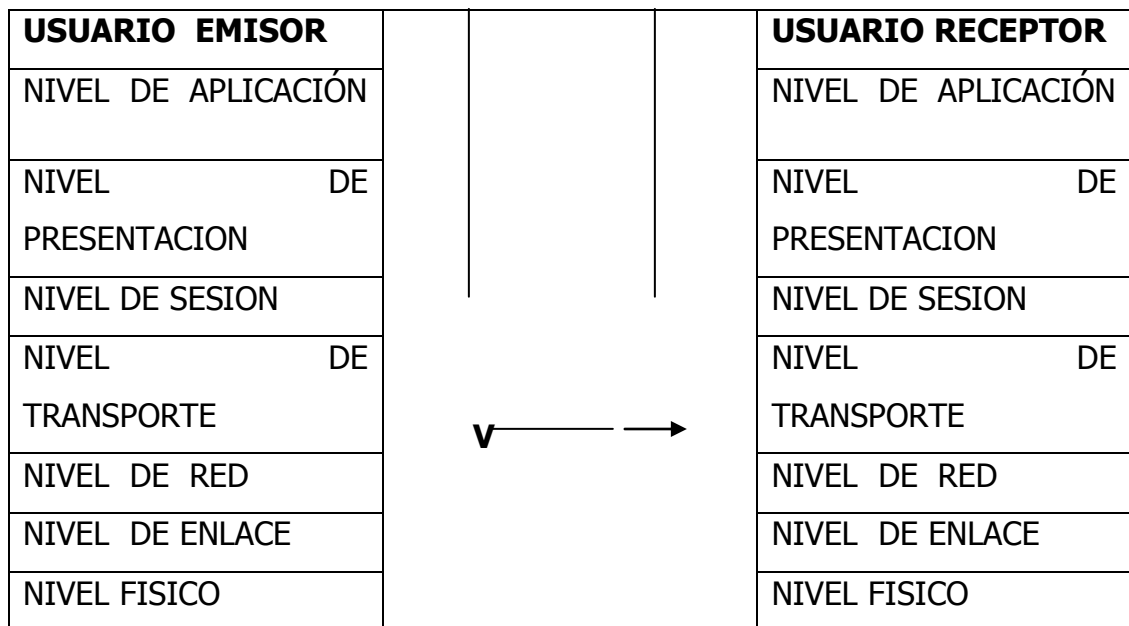 USUARIO EMISOR
NIVEL DE APLICACIÓN
NIVEL DE
PRESENTACION
NIVEL DE SESION
NIVEL DE
TRANSPORTE
NIVEL DE RED
NIVEL DE ENLACE
NIVEL FISICO
V
USUARIO RECEPTOR
NIVEL DE APLICACIÓN
NIVEL DE
PRESENTACION
NIVEL DE SESION
NIVEL DE
TRANSPORTE
NIVEL DE RED
NIVEL DE ENLACE
NIVEL FISICO